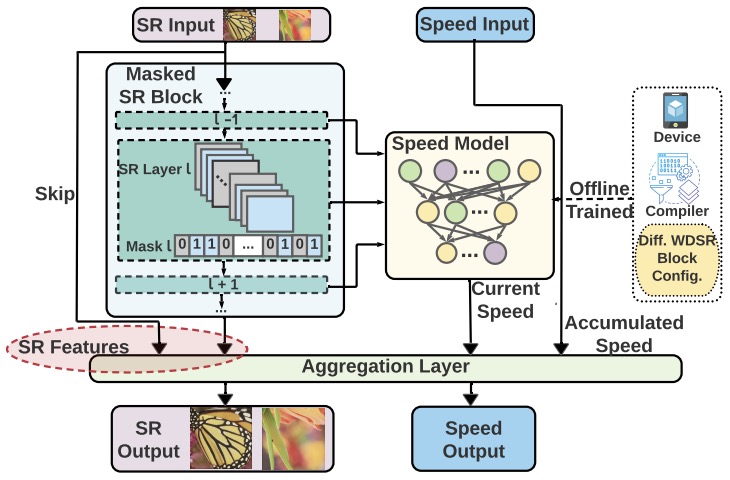 SR Input
Speed Input
Masked
SR Block
...
l -1
SR Layer l
Mask l 0 1 1 0 ... 0 1 0 1
l + 1
...
Skip
Speed Model
...
...
...
Offline
Trained
Device
Compiler
Diff. WDSR
Block
Config.
Current
Speed
Accumulated
Speed
SR Features
Aggregation Layer
SR
Output
Speed
Output